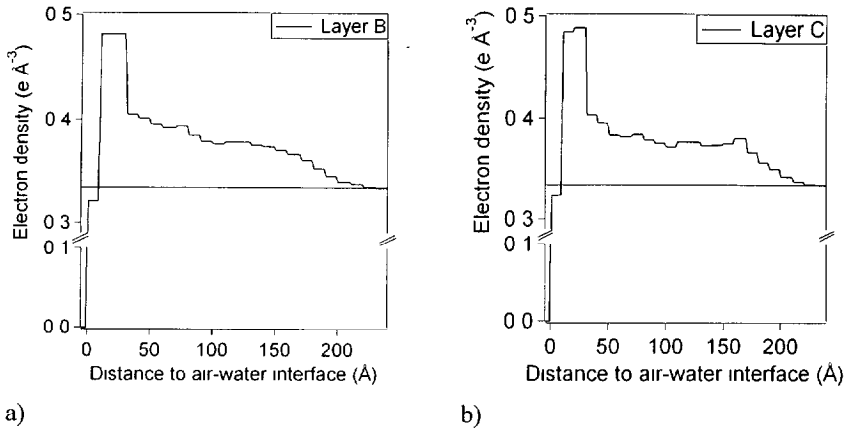 Electron density (e Å⁻³)
0 5
0 4
0 3
0 1
0 0
Layer B
0 50 100 150 200
Distance to air-water interface (Å)
a)
Electron density (e Å⁻³)
0 5
0 4
0 3
0 1
0 0
Layer C
0 50 100 150 200
Distance to air-water interface (Å)
b)